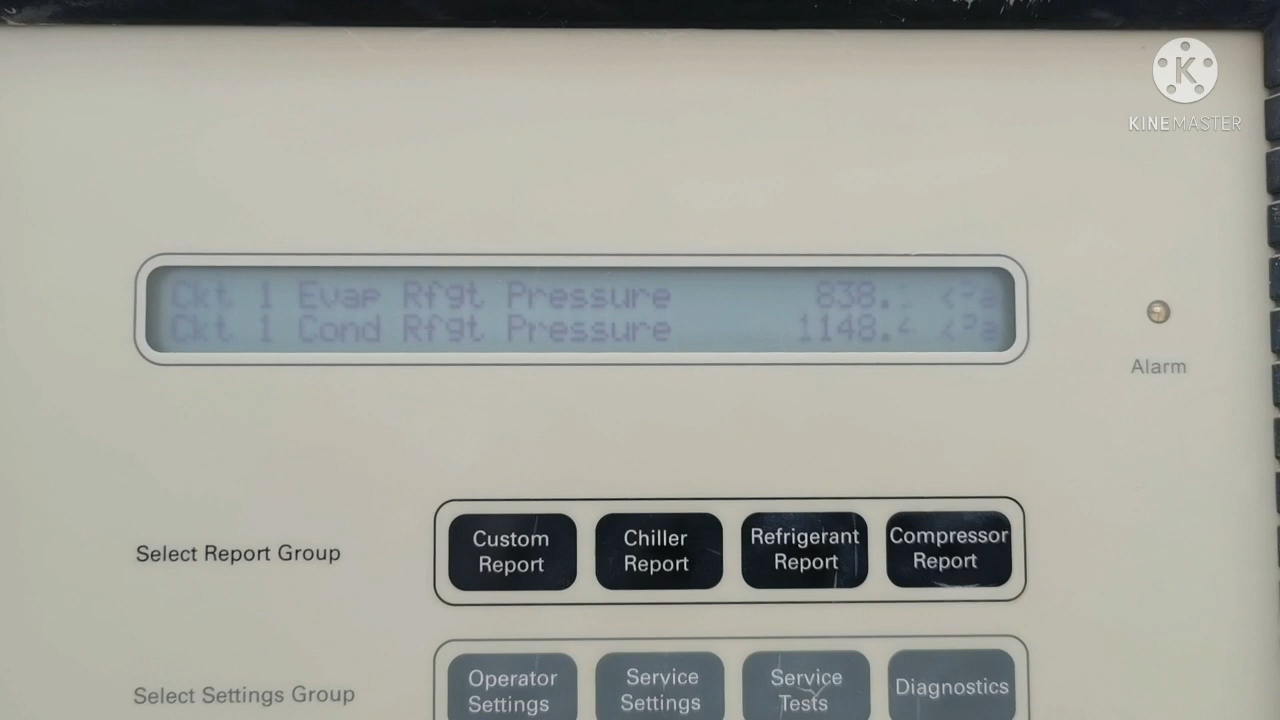 K
KINEMASTER
Ckt 1 Evap Rfgt Pressure 838.
Ckt 1 Cond Rfgt Pressure 1148.4
Alarm
Select Report Group
Custom Report
Chiller Report
Refrigerant Report
Compressor Report
Select Settings Group
Operator Settings
Service Settings
Service Tests
Diagnostics